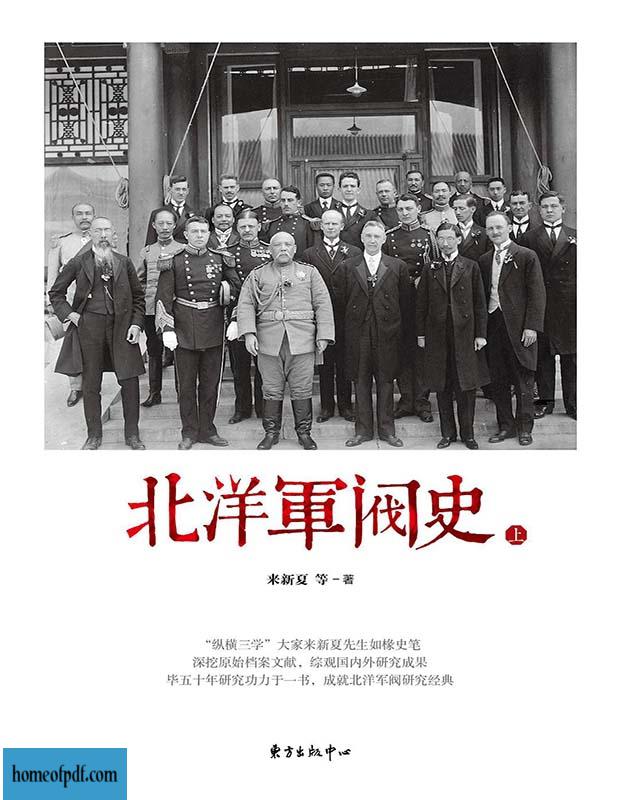 北洋軍阀史 上
来新夏 等-著
“纵横三学”大家来新夏先生如椽史笔
深挖原始档案文献，综观国内外研究成果
毕五十年研究功力于一书，成就北洋军阀研究经典
東方出版中心
homeofpdf.com